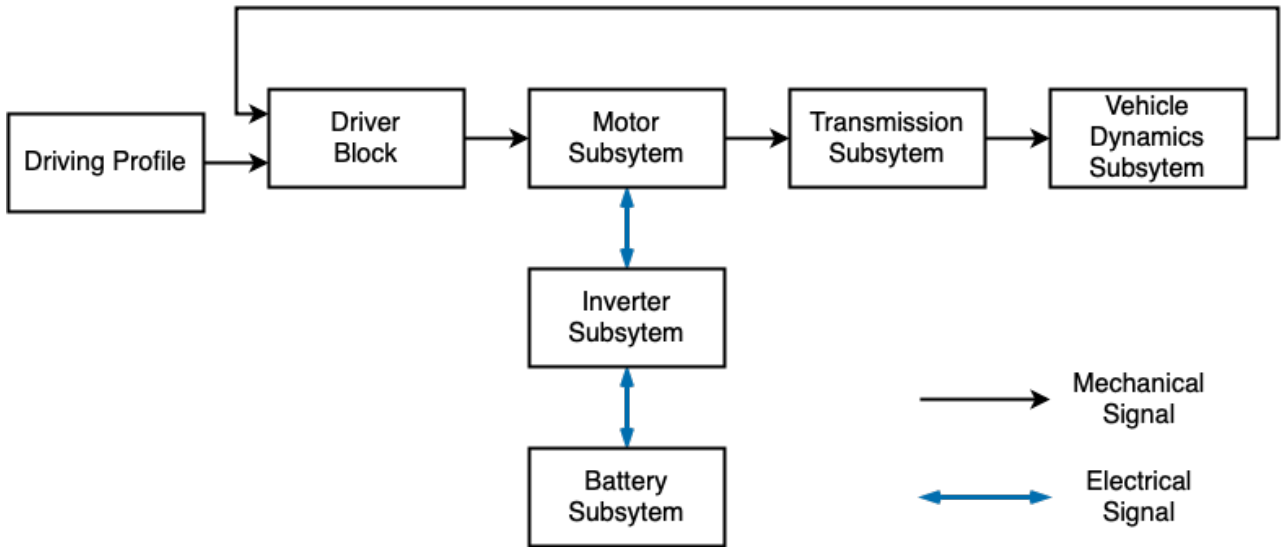 Driving Profile
Driver
Block
Motor
Subsytem
Transmission
Subsytem
Vehicle
Dynamics
Subsytem
Inverter
Subsytem
Battery
Subsytem
Mechanical
Signal
Electrical
Signal